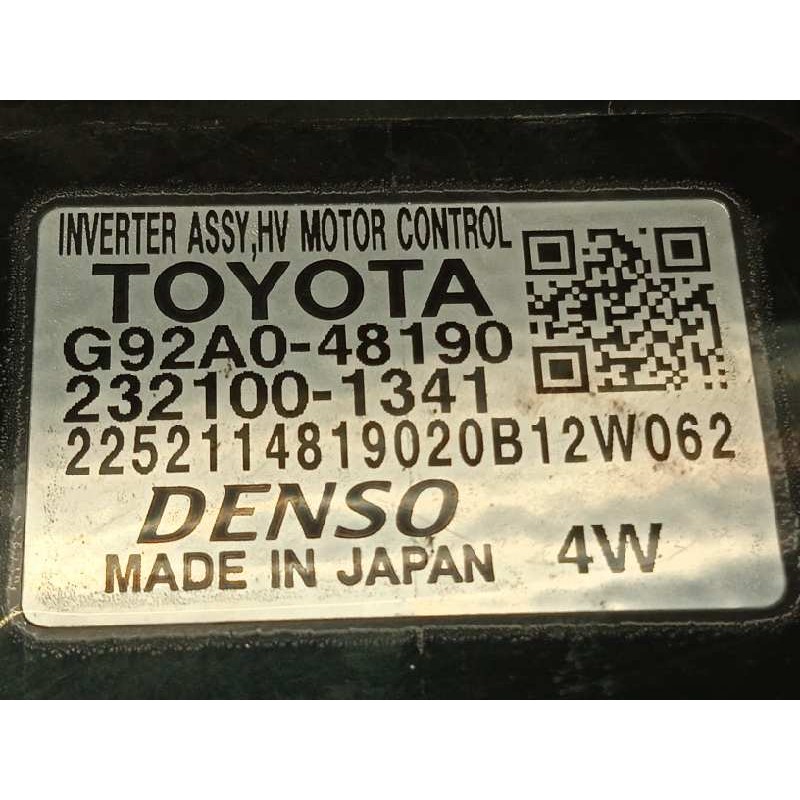 INVERTER ASSY,HV MOTOR CONTROL
TOYOTA
G92A0-48190
232100-1341
2252114819020B12W062
DENSO
MADE IN JAPAN 4W